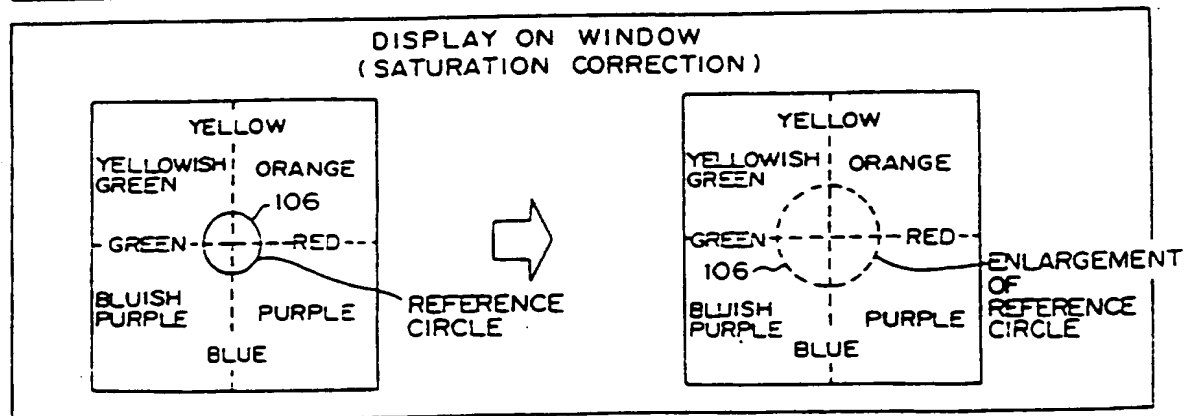 DISPLAY ON WINDOW
(SATURATION CORRECTION)
YELLOW
YELLOWISH
GREEN
ORANGE
106
GREEN
RED
BLUISH
PURPLE
PURPLE
BLUE
REFERENCE
CIRCLE
YELLOW
YELLOWISH
GREEN
ORANGE
GREEN
RED
106
BLUISH
PURPLE
PURPLE
BLUE
ENLARGEMENT
OF
REFERENCE
CIRCLE